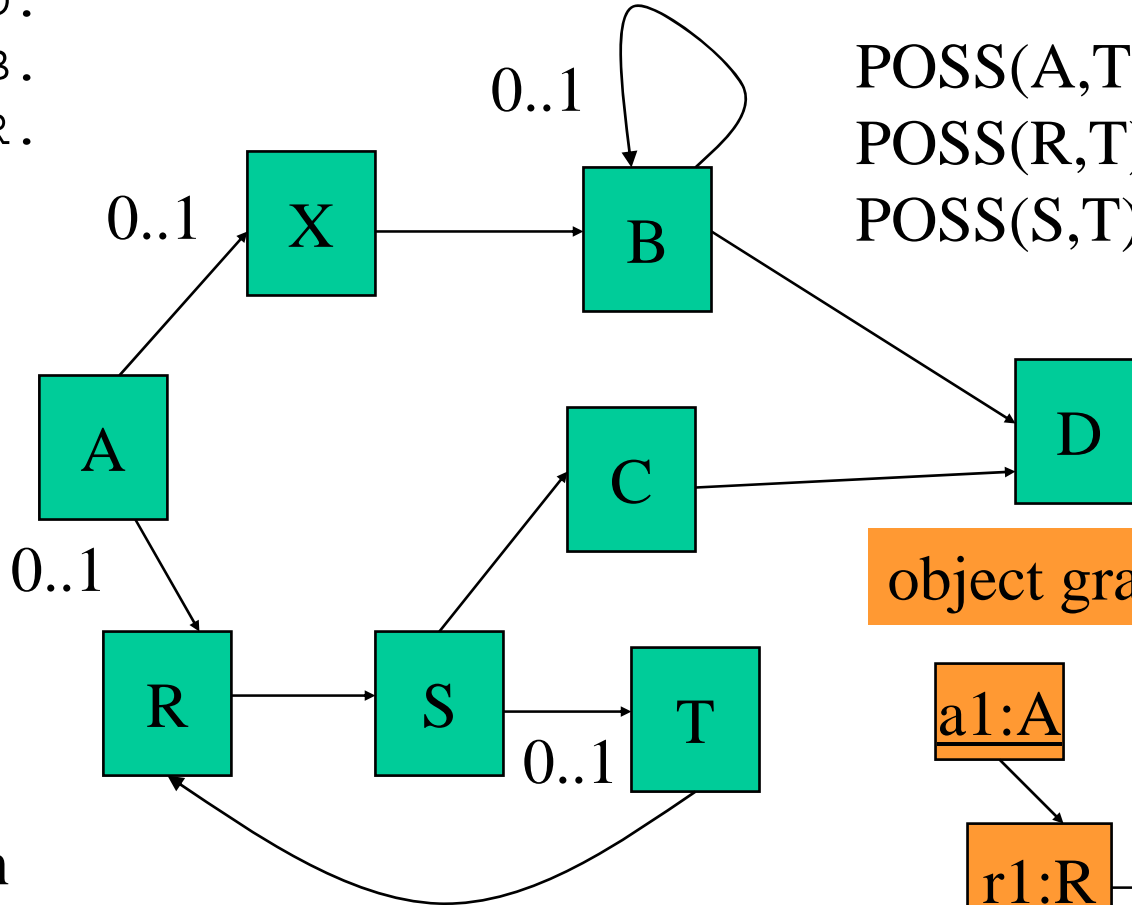 B.
R.
0..1
POSS(A,T
POSS(R,T)
POSS(S,T)
0..1
X
B
A
C
D
0..1
object gra
R
S
T
0..1
a1:A
r1:R